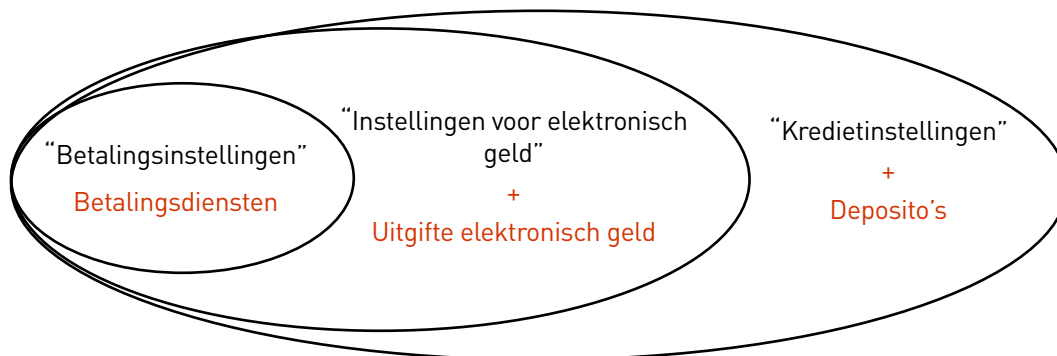 “Betalingsinstellingen”
Betalingsdiensten
“Instellingen voor elektronisch
geld”
+
Uitgifte elektronisch geld
“Kredietinstellingen”
+
Deposito’s